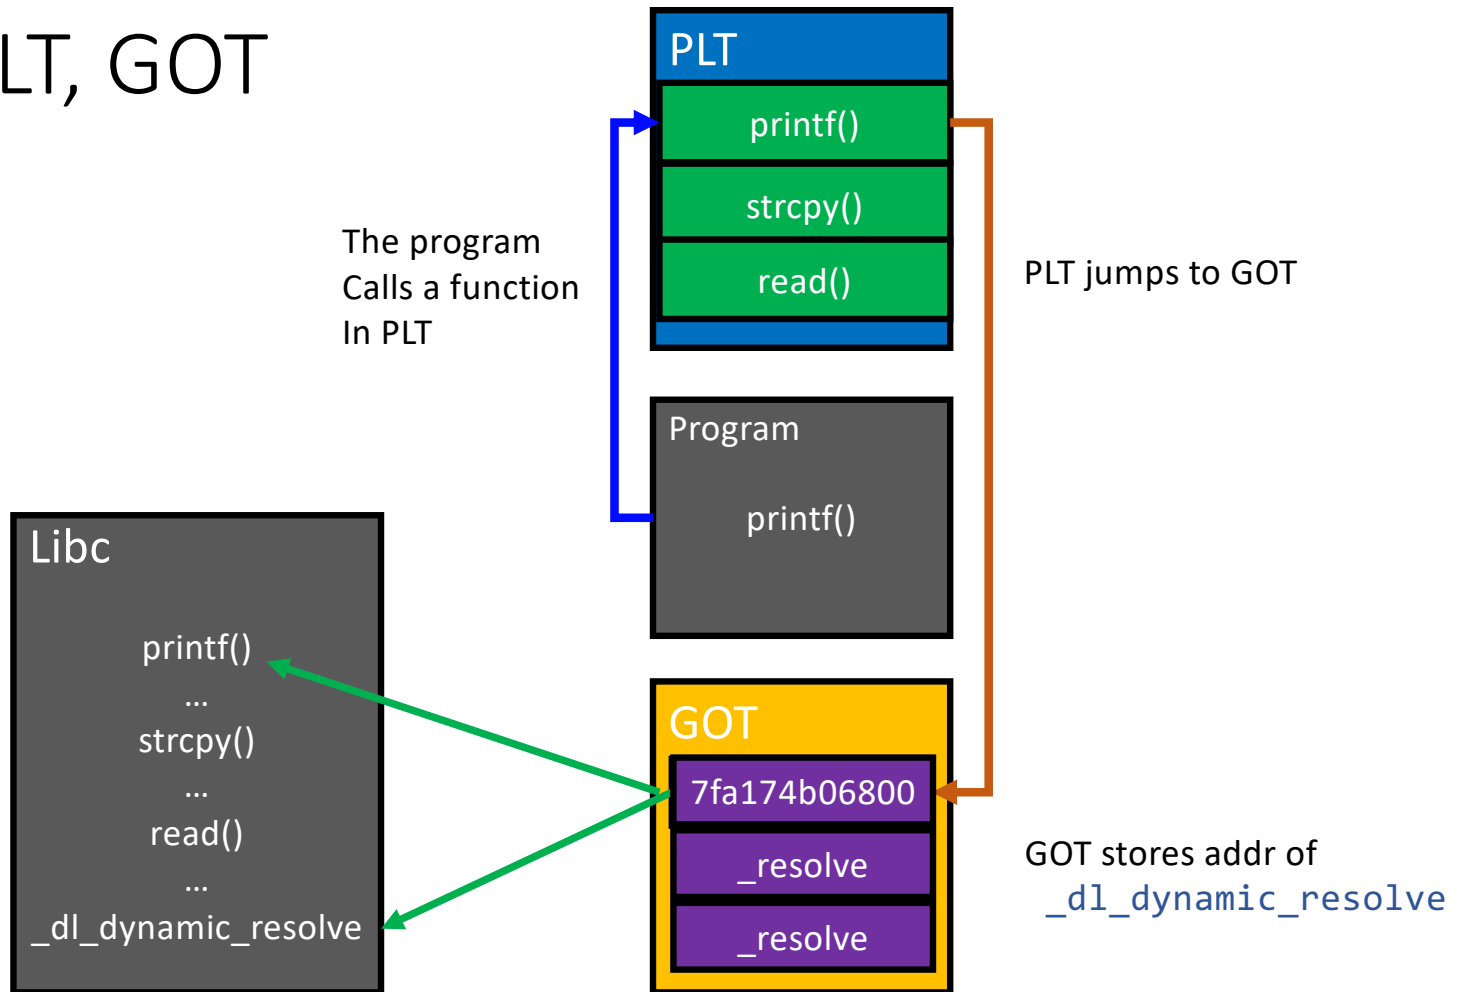 LT, GOT
PLT
printf()
strcpy()
read()
The program
Calls a function
In PLT
PLT jumps to GOT
Program
printf()
Libc
printf()
...
strcpy()
...
read()
...
_dl_dynamic_resolve
GOT
7fa174b06800
_resolve
_resolve
GOT stores addr of
_dl_dynamic_resolve